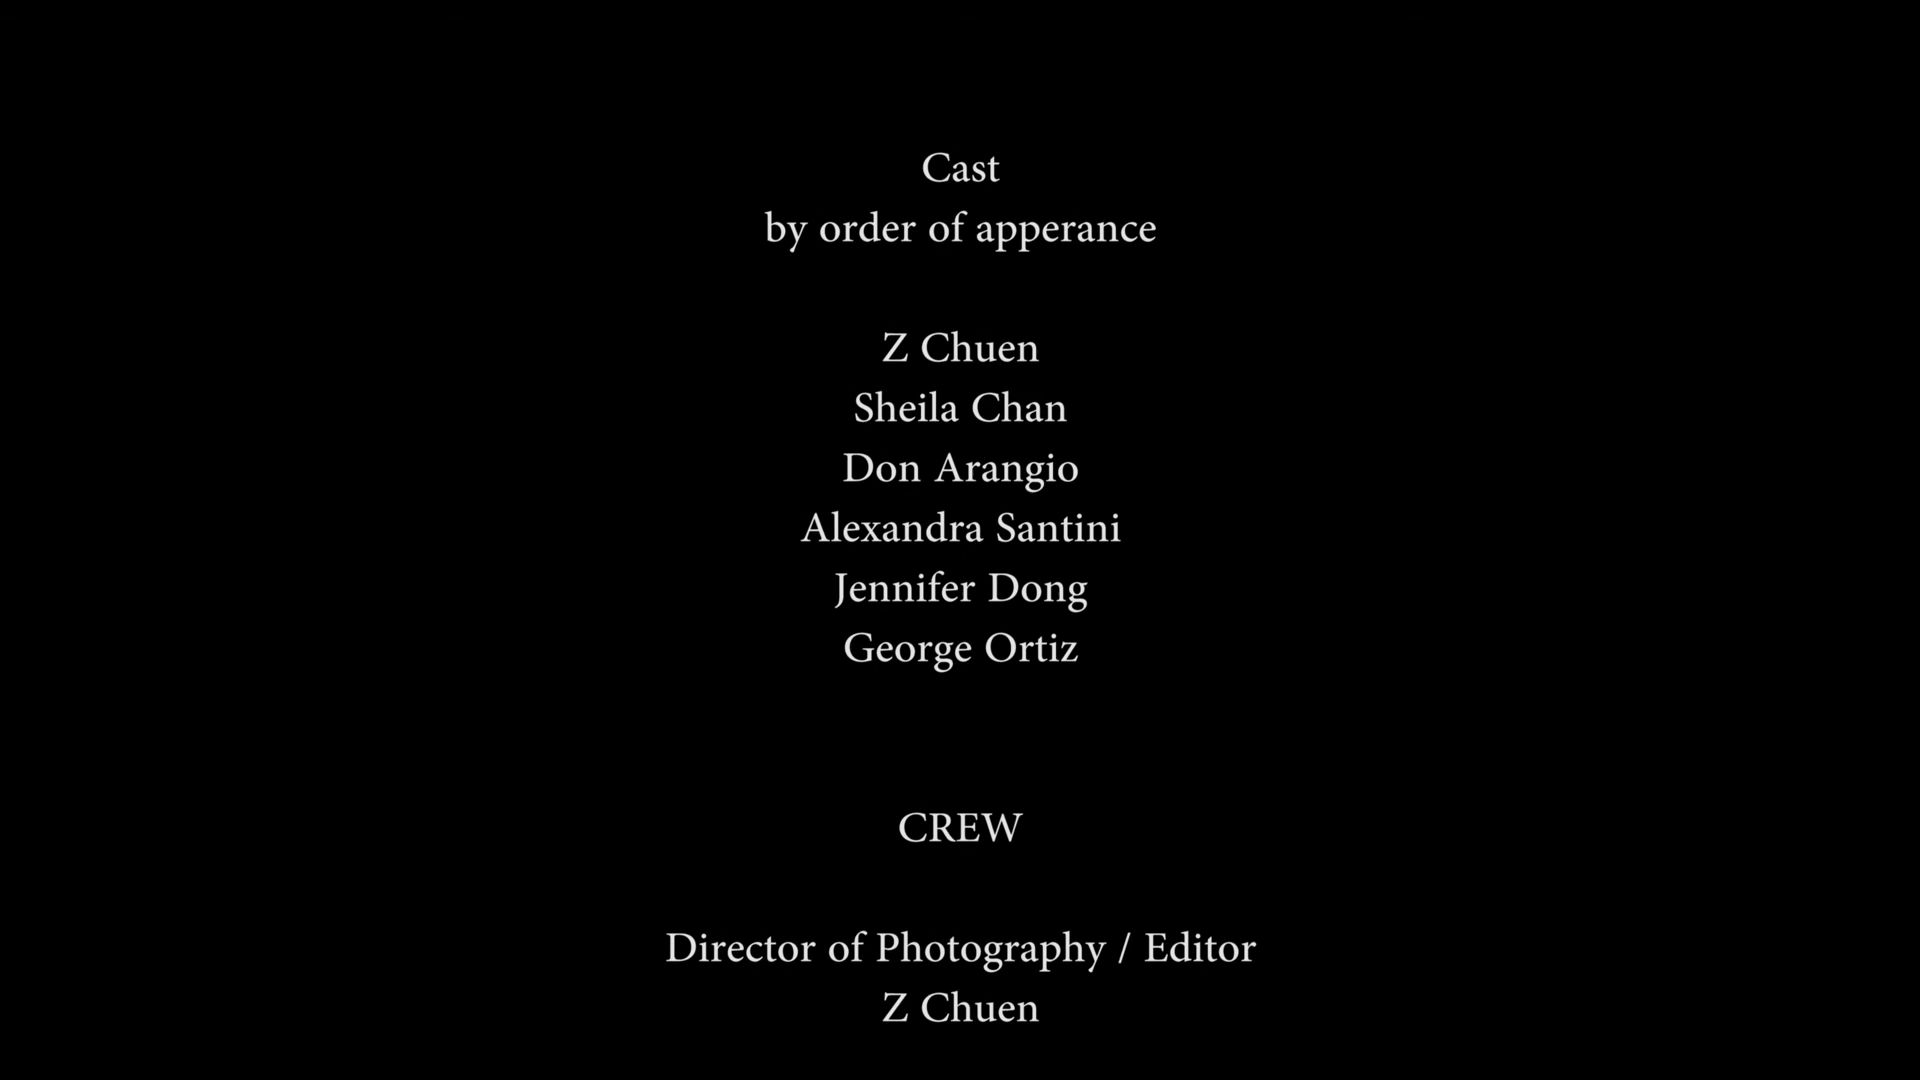 Cast
by order of apperance
Z Chuen
Sheila Chan
Don Arangio
Alexandra Santini
Jennifer Dong
George Ortiz
CREW
Director of Photography / Editor
Z Chuen